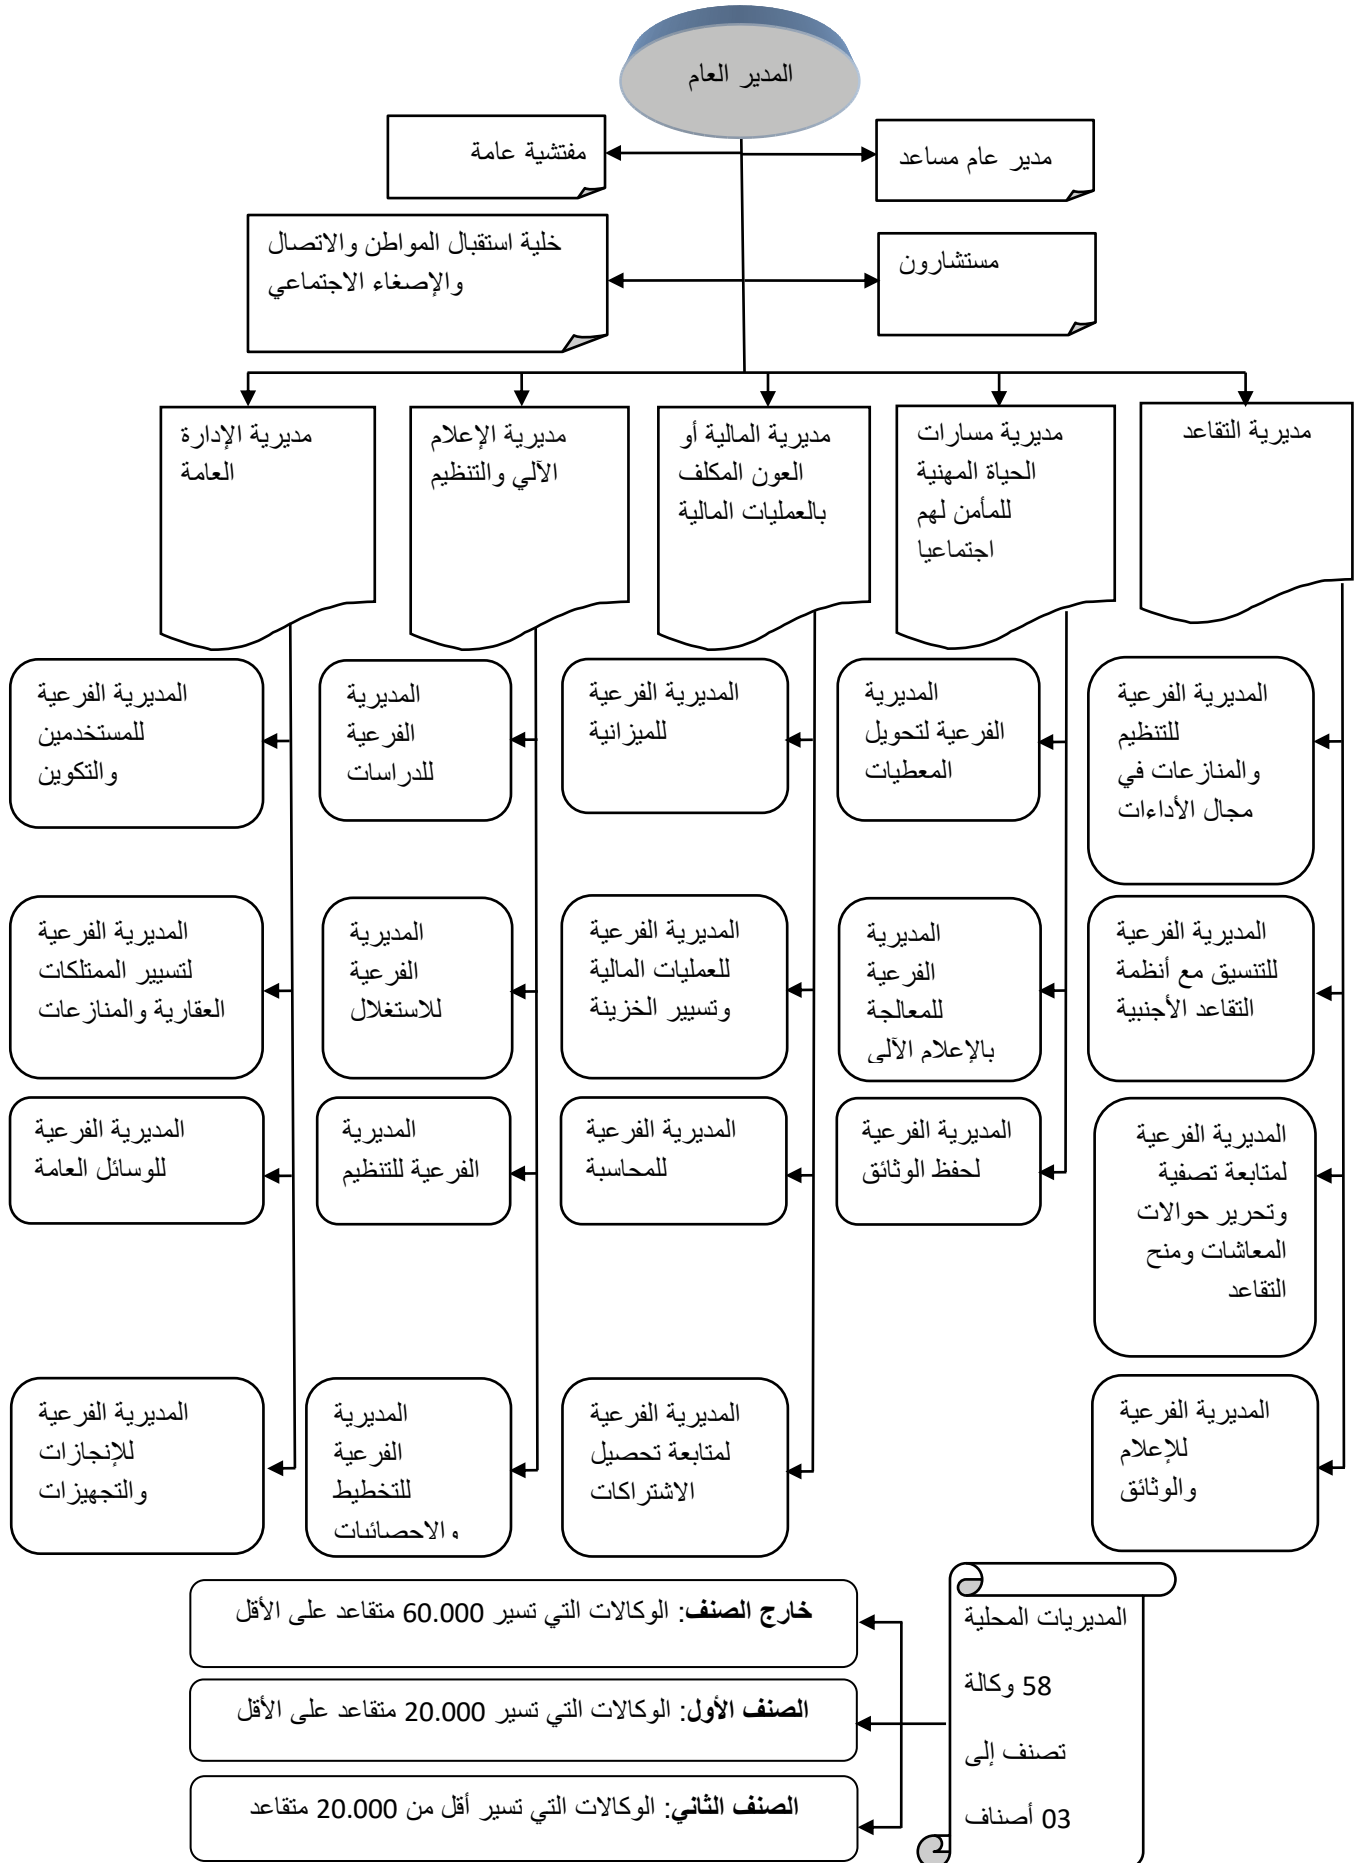 المدير العام
مدير عام مساعد
مفتشية عامة
مستشارون
خلية استقبال المواطن والاتصال
والإصغاء الاجتماعي
مديرية التقاعد
مديرية مسارات
الحياة المهنية
للمأمن لهم
اجتماعيا
مديرية المالية أو
العون المكلف
بالعمليات المالية
مديرية الإعلام
الآلي والتنظيم
مديرية الإدارة
العامة
المديرية الفرعية
للتنظيم
والمنازعات في
مجال الأداءات
المديرية
الفرعية لتحويل
المعطيات
المديرية الفرعية
للميزانية
المديرية
الفرعية
للدراسات
المديرية الفرعية
للمستخدمين
والتكوين
المديرية الفرعية
للتنسيق مع أنظمة
التقاعد الأجنبية
المديرية
الفرعية
للمعالجة
بالإعلام الآلي
المديرية الفرعية
للعمليات المالية
وتسيير الخزينة
المديرية
الفرعية
للاستغلال
المديرية الفرعية
لتسيير الممتلكات
العقارية والمنازعات
المديرية الفرعية
لمتابعة تصفية
وتحرير حوالات
المعاشات ومنح
التقاعد
المديرية الفرعية
لحفظ الوثائق
المديرية الفرعية
للمحاسبة
المديرية
الفرعية للتنظيم
المديرية الفرعية
للوسائل العامة
المديرية الفرعية
للإعلام
والوثائق
المديرية الفرعية
لمتابعة تحصيل
الاشتراكات
المديرية
الفرعية
للتخطيط
والاحصائيات
المديرية الفرعية
للإنجازات
والتجهيزات
المديريات المحلية
58 وكالة
تصنف إلى
03 أصناف
خارج الصنف: الوكالات التي تسير 60.000 متقاعد على الأقل
الصنف الأول: الوكالات التي تسير 20.000 متقاعد على الأقل
الصنف الثاني: الوكالات التي تسير أقل من 20.000 متقاعد